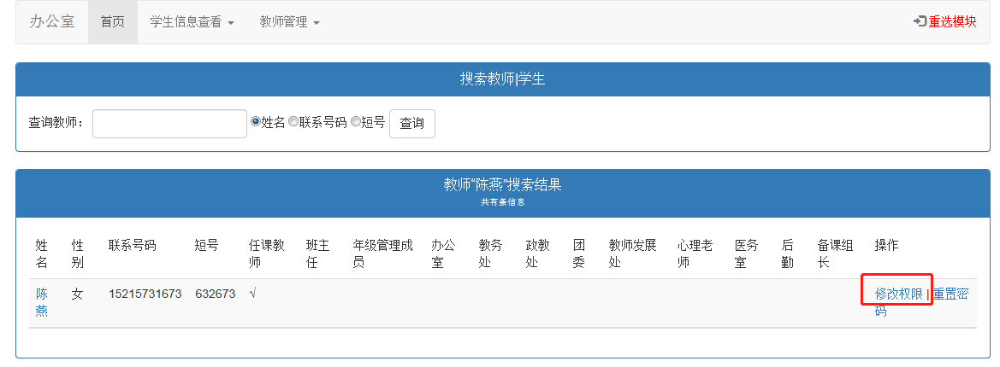 办公室 首页 学生信息查看 教师管理 重选模块
搜索教师|学生
查询教师： 姓名 联系号码 短号 查询
教师“陈燕”搜索结果
共有条信息
姓名 性别 联系号码 短号 任课教师 班主任 年级管理成员 办公室 教务处 政教处 团委 教师发展处 心理老师 医务室 后勤 备课组长 操作
陈燕 女 15215731673 632673 √ 修改权限 | 重置密码